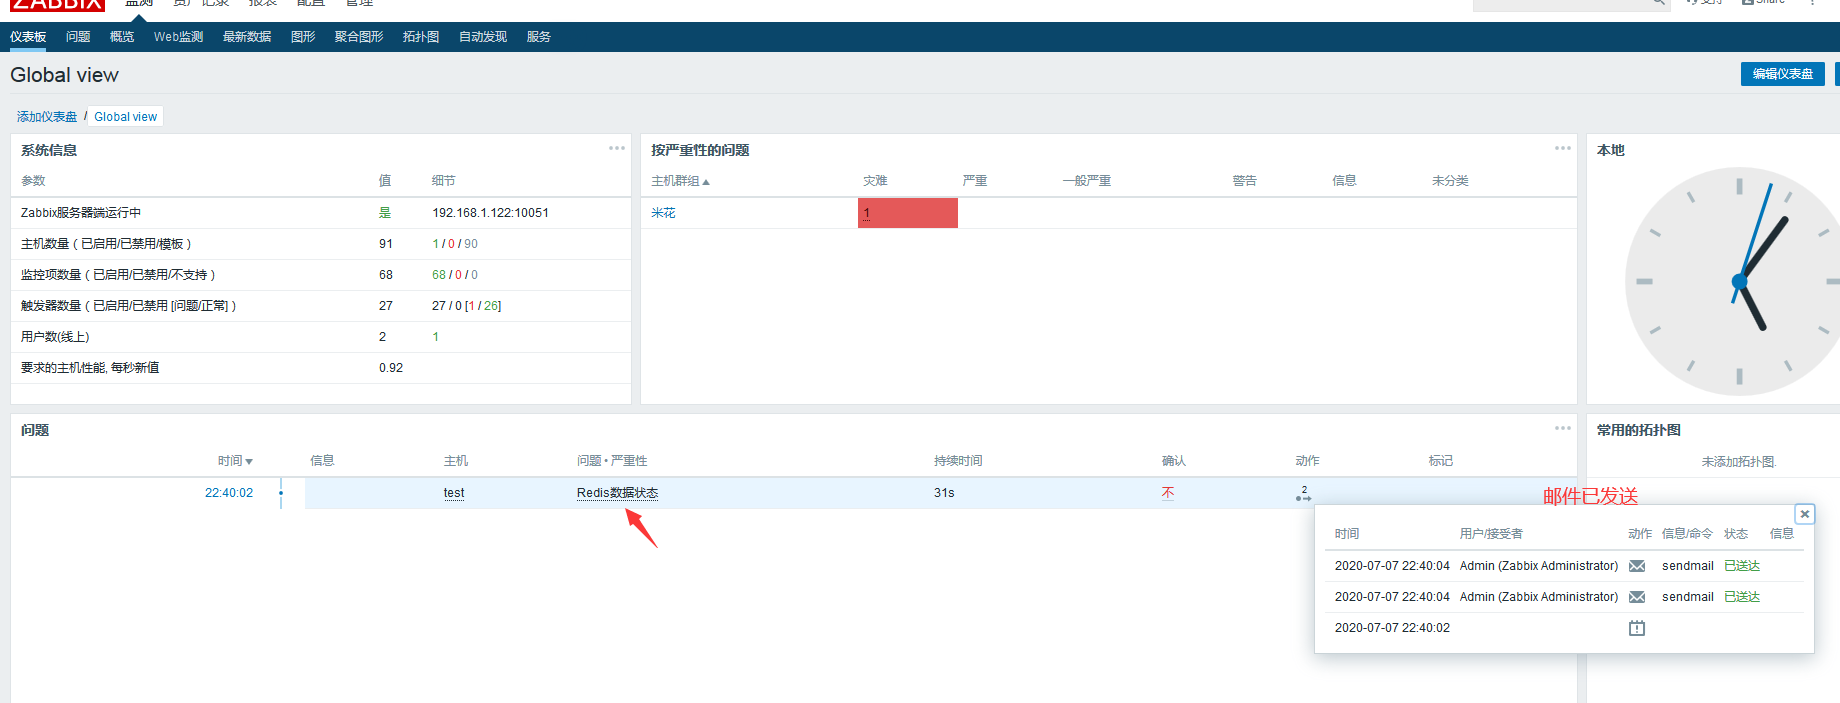 ZABBIX 监测 资产记录 报表 配置 管理 支持 Share ?
仪表板 问题 概览 Web监测 最新数据 图形 聚合图形 拓扑图 自动发现 服务
Global view
编辑仪表盘
添加仪表盘 / Global view
系统信息
参数 值 细节
Zabbix服务器端运行中 是 192.168.1.122:10051
主机数量（已启用/已禁用/模板） 91 1 / 0 / 90
监控项数量（已启用/已禁用/不支持） 68 68 / 0 / 0
触发器数量（已启用/已禁用 [问题/正常]） 27 27 / 0 [1 / 26]
用户数(线上) 2 1
要求的主机性能, 每秒新值 0.92
按严重性的问题
主机群组 灾难 严重 一般严重 警告 信息 未分类
米花 1
本地
问题
时间 信息 主机 问题 • 严重性 持续时间 确认 动作 标记
22:40:02 test Redis数据状态 31s 不 2
常用的拓扑图
未添加拓扑图.
邮件已发送
时间 用户/接受者 动作 信息/命令 状态 信息
2020-07-07 22:40:04 Admin (Zabbix Administrator) sendmail 已送达
2020-07-07 22:40:04 Admin (Zabbix Administrator) sendmail 已送达
2020-07-07 22:40:02